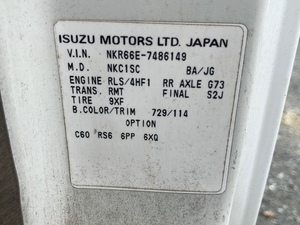 ISUZU MOTORS LTD. JAPAN
V.I.N. NKR66E-7486149
M.D. NKC1SC BA/JG
ENGINE RLS/4HF1 RR AXLE G73
TRANS. RMT FINAL S2J
TIRE 9XF
B.COLOR/TRIM 729/114
OPTION
C60 RS6 6PP 6XQ